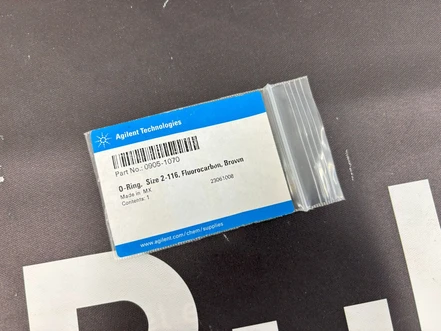 Agilent Technologies
Part No.: 0905-1070
O-Ring, Size 2-116, Fluorocarbon, Brown
Made in MX
Contents: 1
23061008
www.agilent.com/chem/supplies